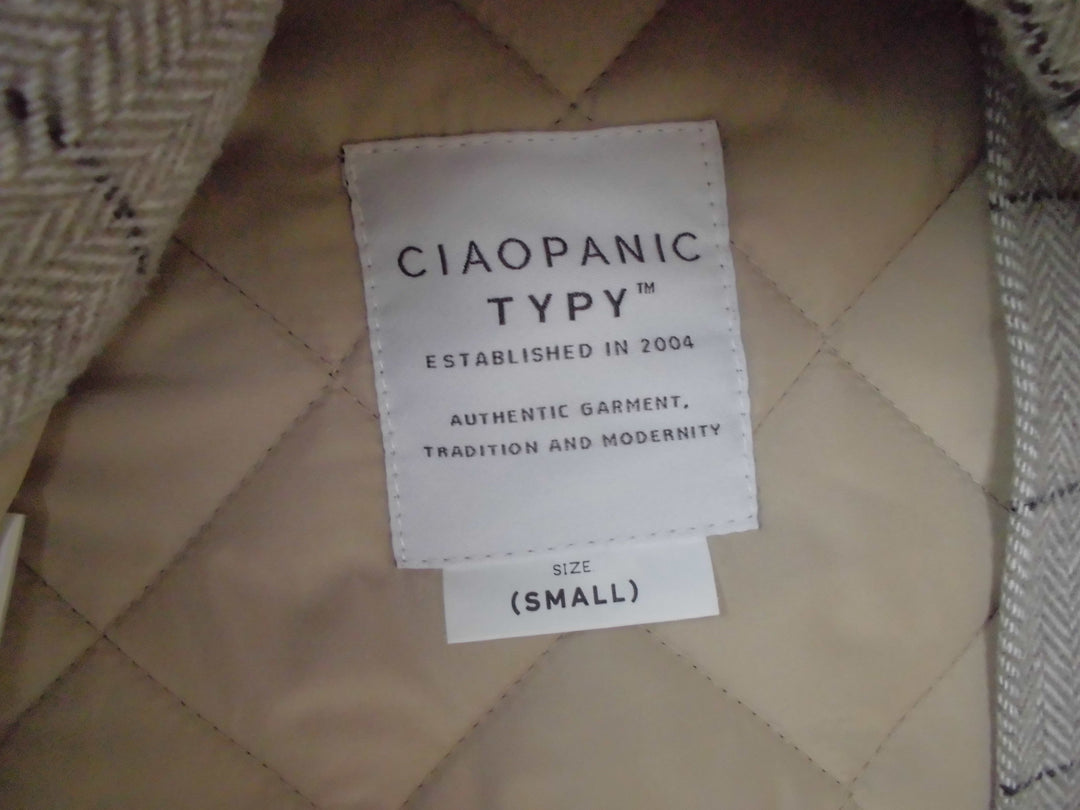 CIAOPANIC
TYPY™
ESTABLISHED IN 2004
AUTHENTIC GARMENT.
TRADITION AND MODERNITY
SIZE
(SMALL)